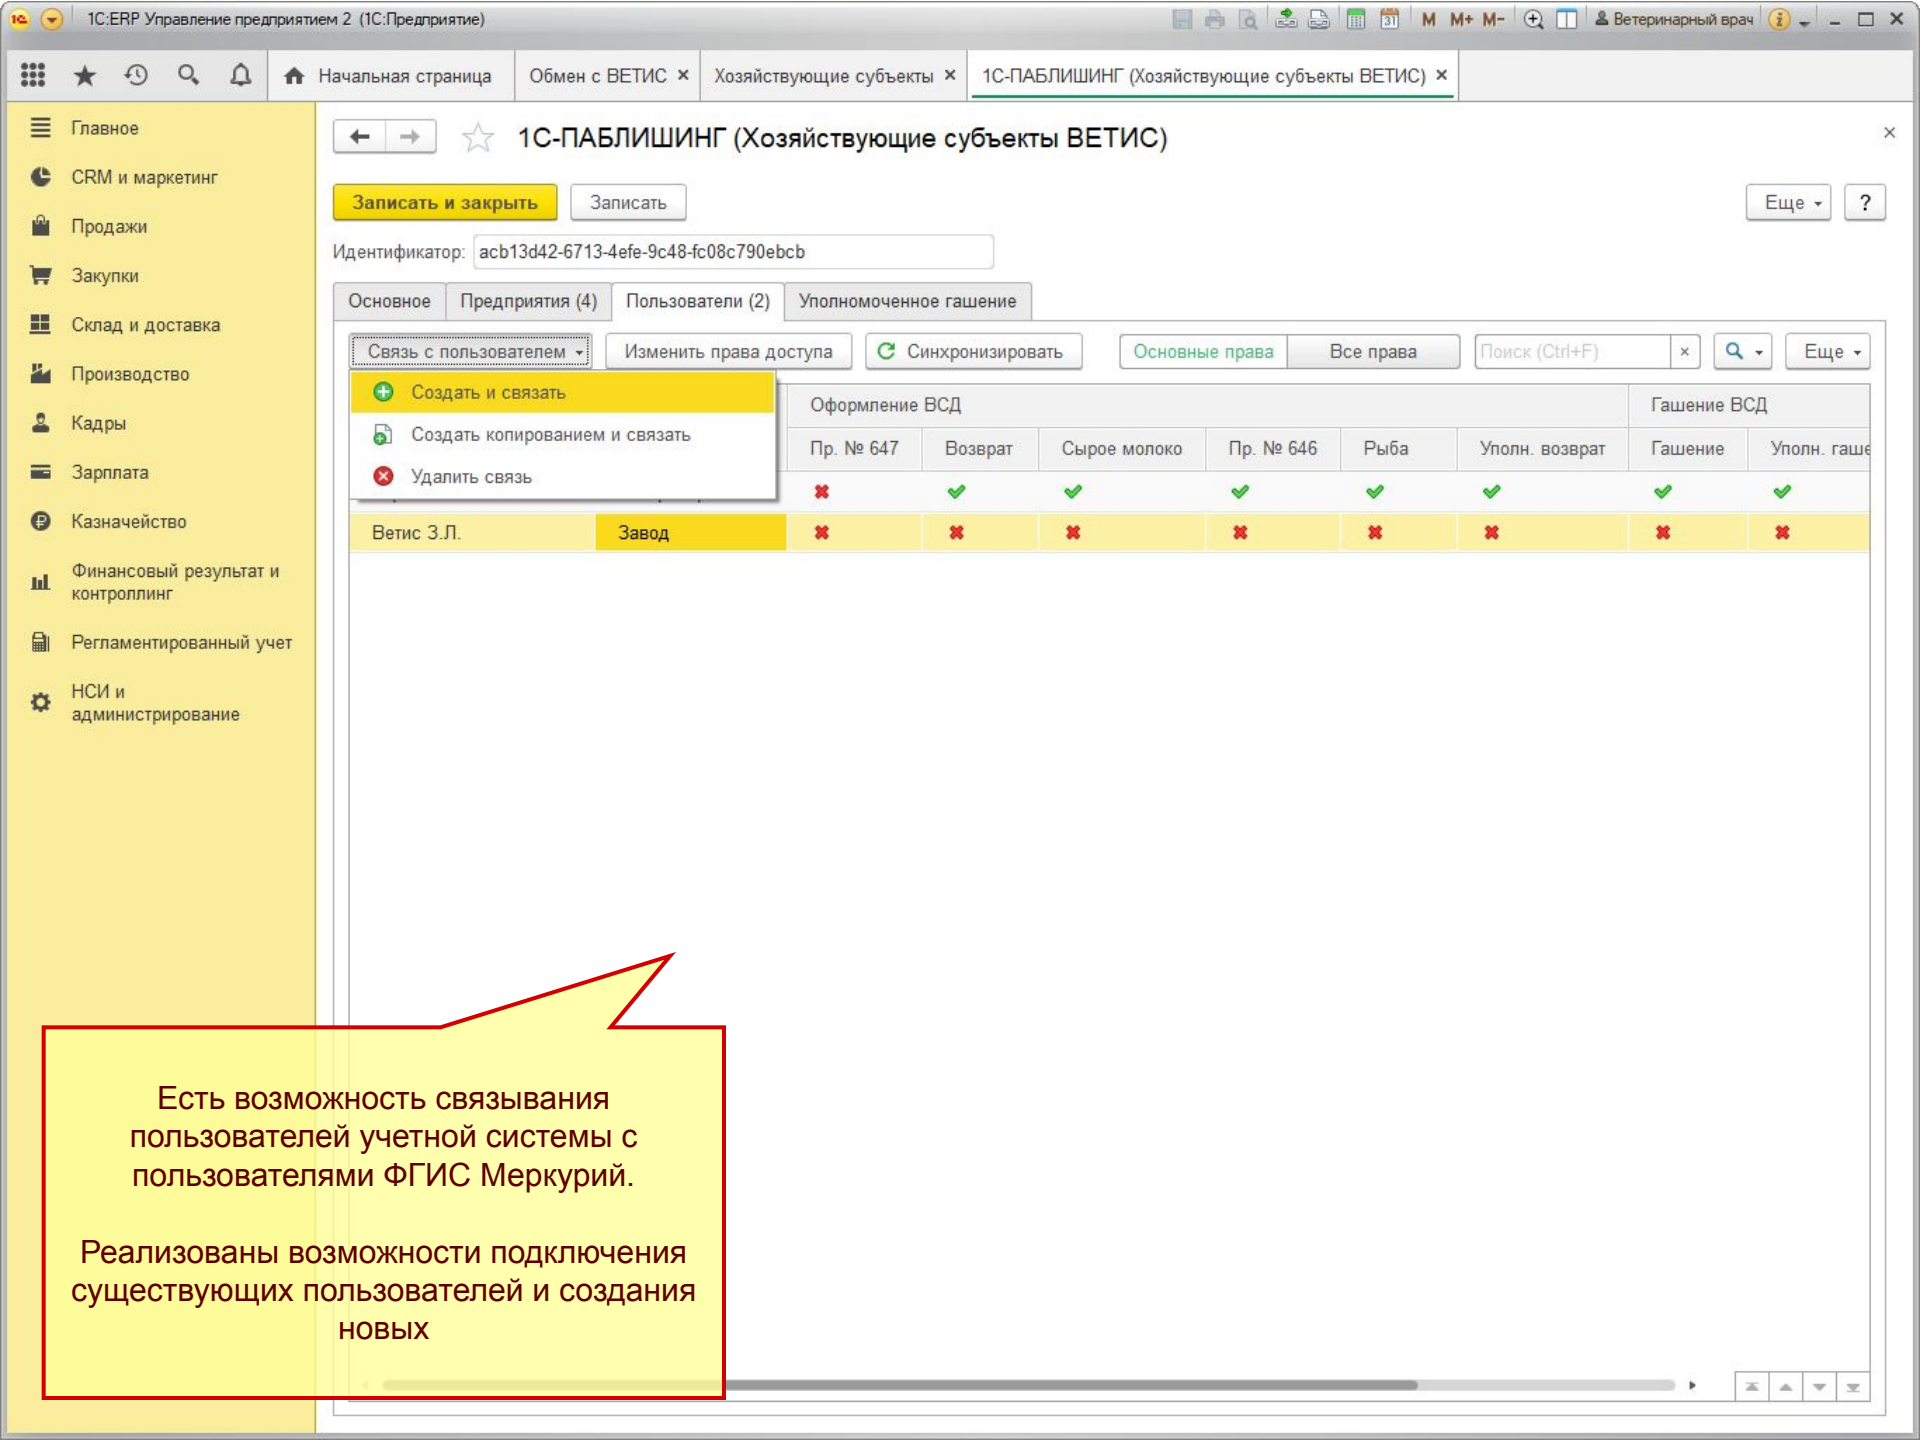 1С:ERP Управление предприятием 2 (1С:Предприятие)
M M+ M-
Ветеринарный врач
Начальная страница
Обмен с ВЕТИС ×
Хозяйствующие субъекты ×
1С-ПАБЛИШИНГ (Хозяйствующие субъекты ВЕТИС) ×
Главное
CRM и маркетинг
Продажи
Закупки
Склад и доставка
Производство
Кадры
Зарплата
Казначейство
Финансовый результат и
контроллинг
Регламентированный учет
НСИ и
администрирование
1С-ПАБЛИШИНГ (Хозяйствующие субъекты ВЕТИС)
Записать и закрыть
Записать
Еще
?
Идентификатор: acb13d42-6713-4efe-9c48-fc08c790ebcb
Основное
Предприятия (4)
Пользователи (2)
Уполномоченное гашение
Связь с пользователем
Изменить права доступа
Синхронизировать
Основные права
Все права
Поиск (Ctrl+F)
×
Еще
Создать и связать
Создать копированием и связать
Удалить связь
Оформление ВСД
Гашение ВСД
Пр. № 647
Возврат
Сырое молоко
Пр. № 646
Рыба
Уполн. возврат
Гашение
Уполн. гаше
Ветис З.Л.
Завод
Есть возможность связывания
пользователей учетной системы с
пользователями ФГИС Меркурий.
Реализованы возможности подключения
существующих пользователей и создания
новых